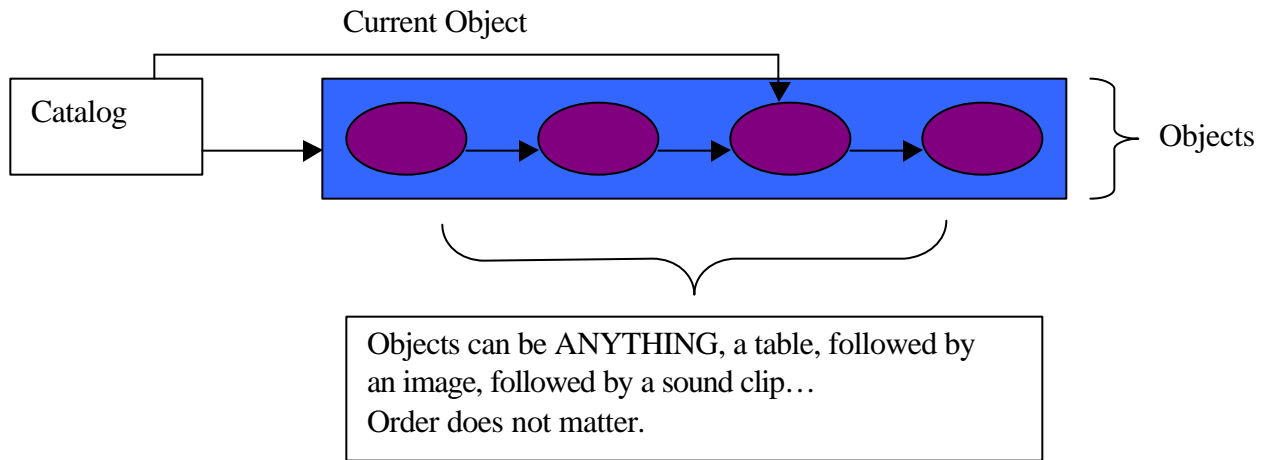 Current Object
Catalog
Objects
Objects can be ANYTHING, a table, followed by
an image, followed by a sound clip…
Order does not matter.